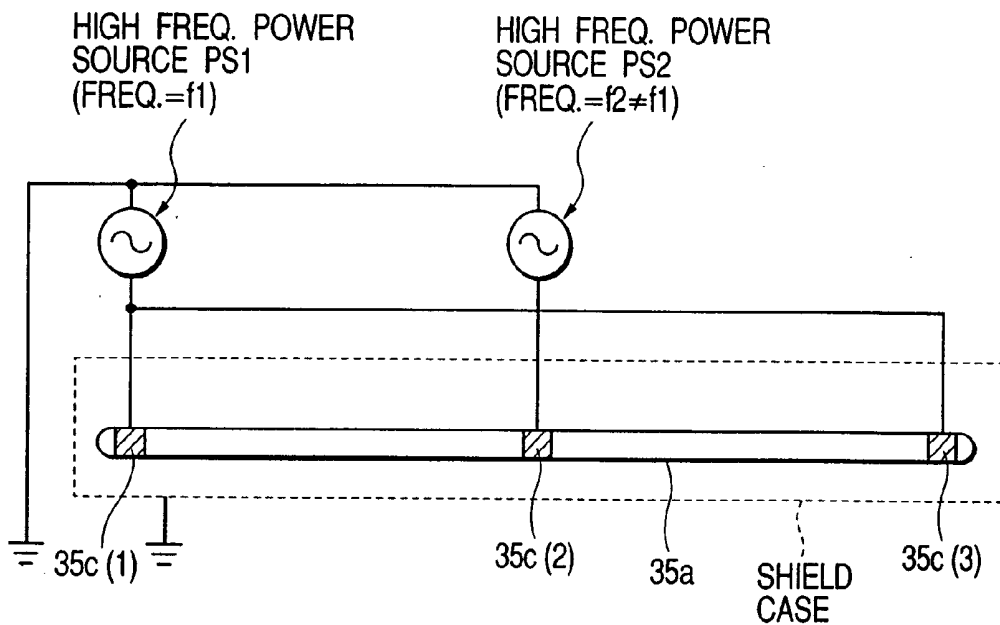 HIGH FREQ. POWER
SOURCE PS1
(FREQ.=f1)
HIGH FREQ. POWER
SOURCE PS2
(FREQ.=f2≠f1)
35c (1)
35c (2)
35a
35c (3)
SHIELD
CASE